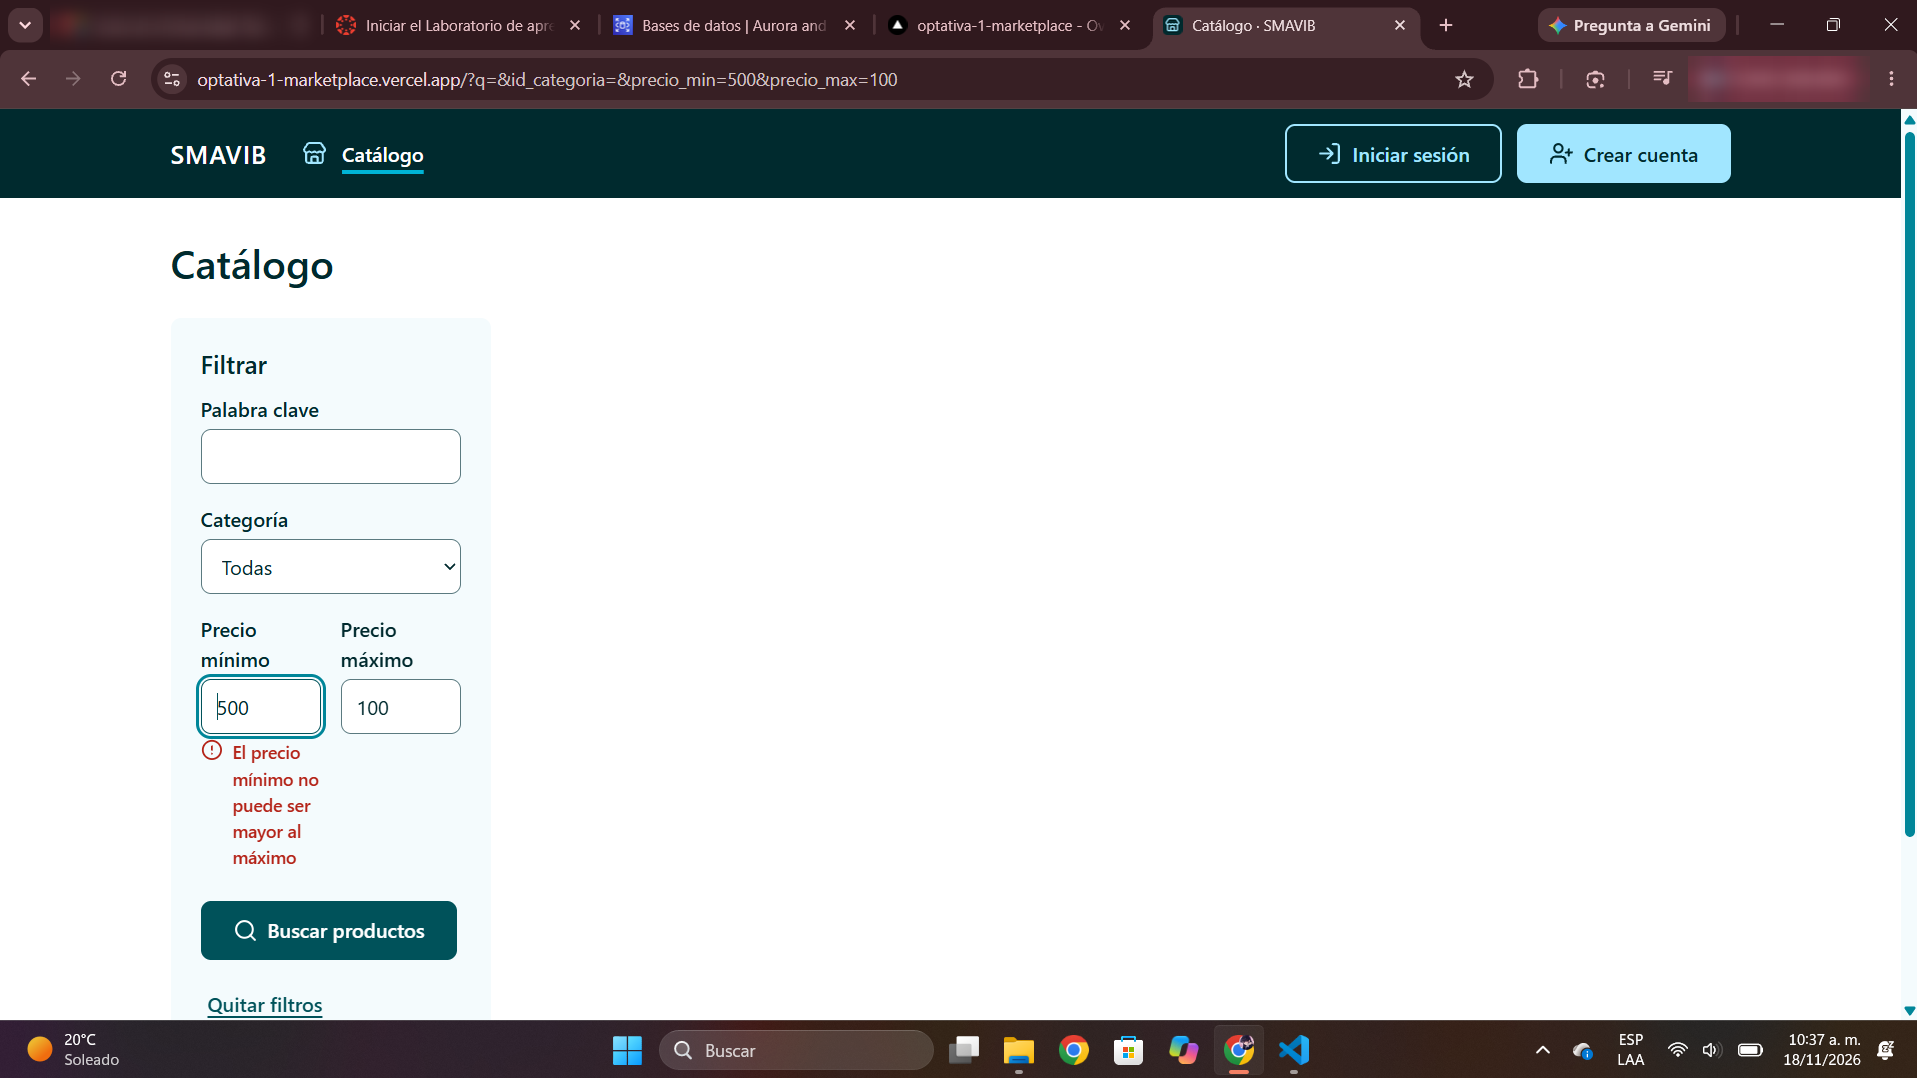 Iniciar el Laboratorio de apre
Bases de datos | Aurora and
optativa-1-marketplace - Ov
Catálogo · SMAVIB
Pregunta a Gemini
optativa-1-marketplace.vercel.app/?q=&id_categoria=&precio_min=500&precio_max=100
SMAVIB
Catálogo
Iniciar sesión
Crear cuenta
Catálogo
Filtrar
Palabra clave
Categoría
Todas
Precio mínimo
Precio máximo
500
100
El precio
mínimo no
puede ser
mayor al
máximo
Buscar productos
Quitar filtros
20°C
Soleado
Buscar
ESP
LAA
10:37 a. m.
18/11/2026